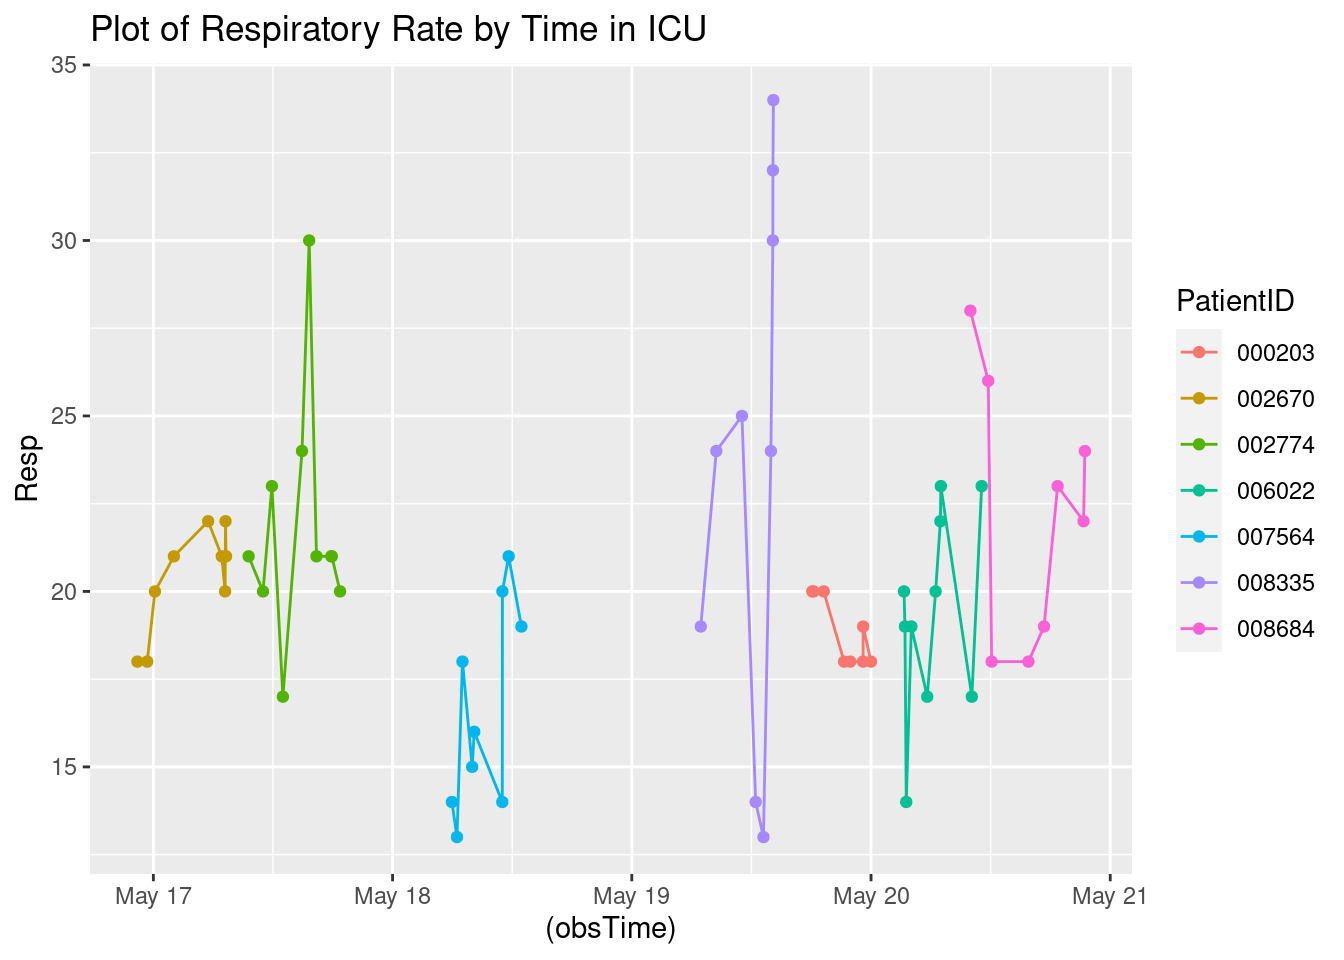 Plot of Respiratory Rate by Time in ICU
35
30
25
20
15
Resp
May 17
May 18
May 19
May 20
May 21
(obsTime)
PatientID
000203
002670
002774
006022
007564
008335
008684